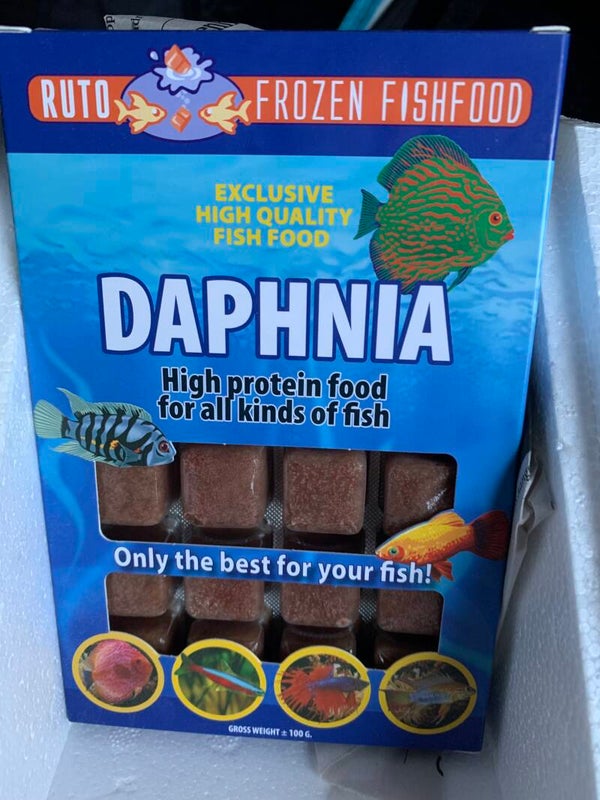 RUTO FROZEN FISHFOOD
EXCLUSIVE
HIGH QUALITY
FISH FOOD
DAPHNIA
High protein food
for all kinds of fish
Only the best for your fish!
GROSS WEIGHT ± 100 G.